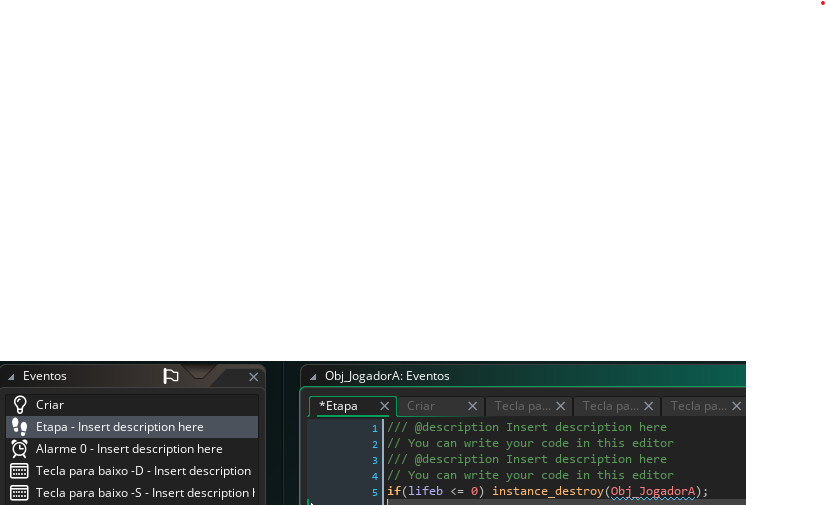 Eventos
Criar
Etapa - Insert description here
Alarme 0 - Insert description here
Tecla para baixo -D - Insert description
Tecla para baixo -S - Insert description h
Obj_JogadorA: Eventos
*Etapa Criar Tecla pa... Tecla pa... Tecla pa...
1 /// @description Insert description here
2 // You can write your code in this editor
3 /// @description Insert description here
4 // You can write your code in this editor
5 if(lifeb <= 0) instance_destroy(Obj_JogadorA);